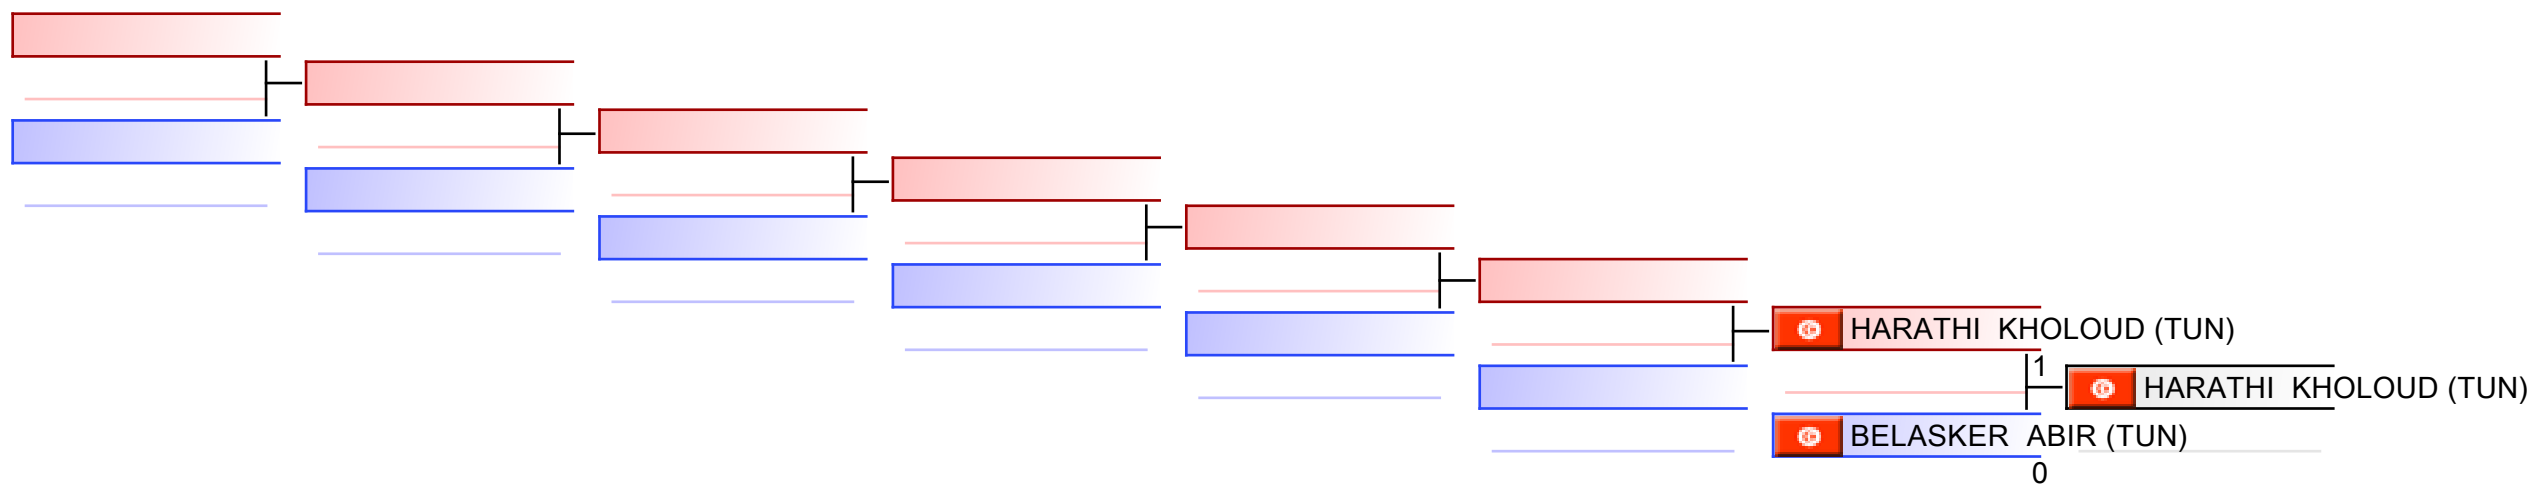 HARATHI KHOLOUD (TUN)
1
HARATHI KHOLOUD (TUN)
BELASKER ABIR (TUN)
0